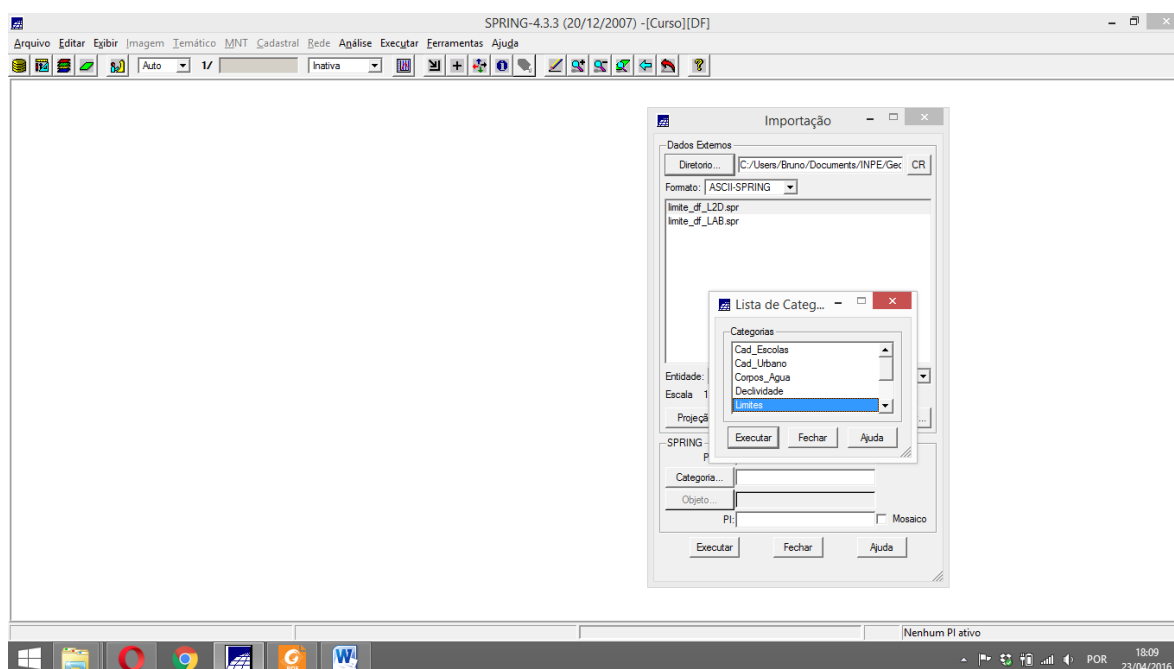 SPRING-4.3.3 (20/12/2007) -[Curso][DF]
Arquivo Editar Exibir Imagem Temático MNT Cadastral Rede Análise Executar Ferramentas Ajuda
Auto 1/ Inativa
Importação
Dados Externos
Diretorio... C:/Users/Bruno/Documents/INPE/Geo CR
Formato: ASCII-SPRING
limite_df_L2D.spr
limite_df_LAB.spr
Lista de Categ...
Categorias
Cad_Escolas
Cad_Urbano
Corpos_Agua
Declividade
Limites
Executar Fechar Ajuda
Entidade:
Escala 1
Projeçã
SPRING
P
Categoria...
Objeto...
PI: Mosaico
Executar Fechar Ajuda
Nenhum PI ativo
POR
18:09
23/04/2016